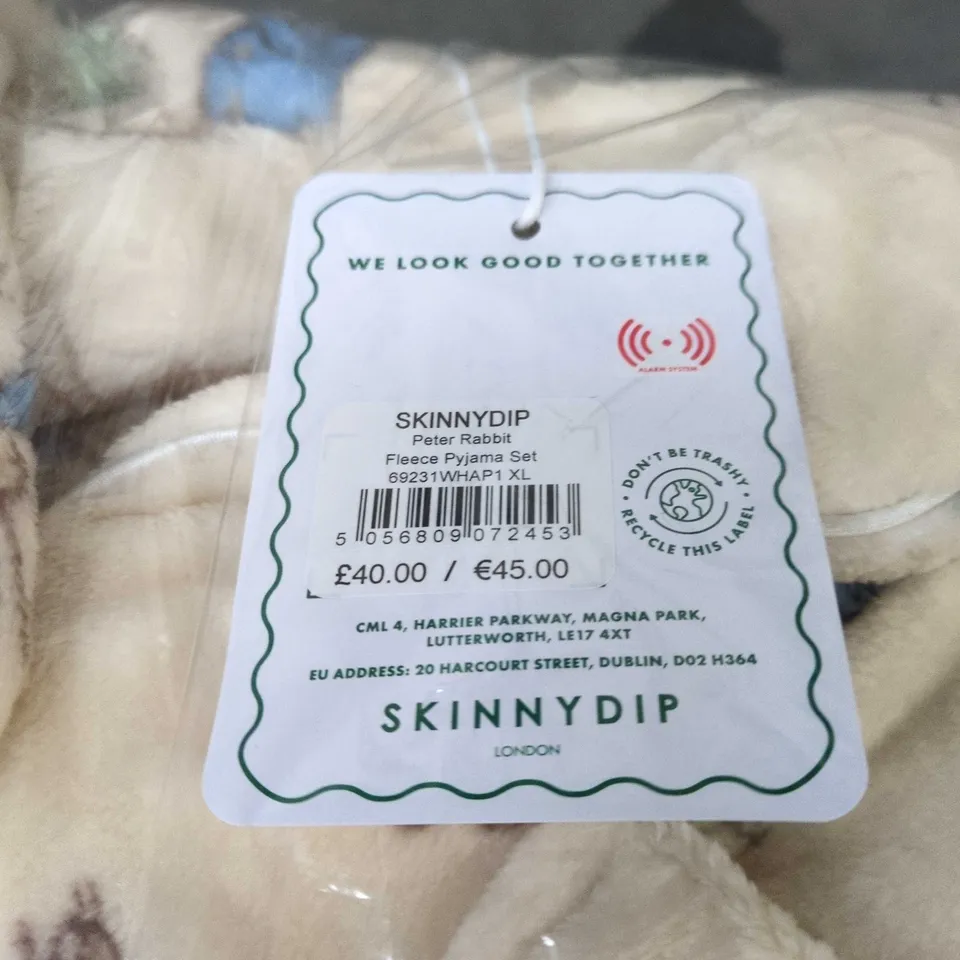 WE LOOK GOOD TOGETHER
ALARM SYSTEM
SKINNYDIP
Peter Rabbit
Fleece Pyjama Set
69231WHAP1 XL
5 056809 072453
£40.00 / €45.00
DON'T BE TRASHY
RECYCLE THIS LABEL
CML 4, HARRIER PARKWAY, MAGNA PARK,
LUTTERWORTH, LE17 4XT
EU ADDRESS: 20 HARCOURT STREET, DUBLIN, D02 H364
SKINNYDIP
LONDON